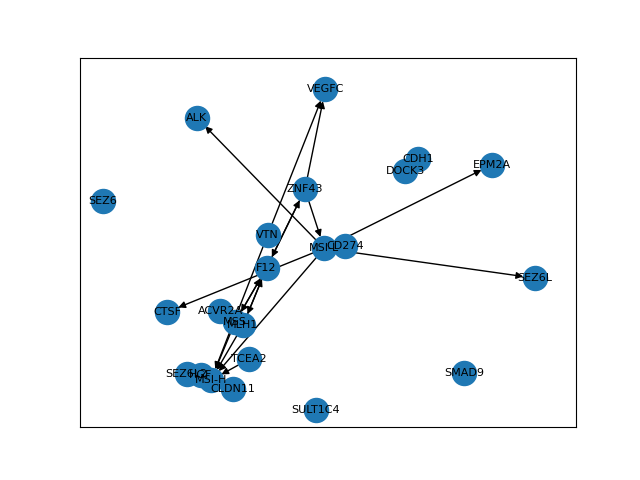 VEGFC
ALK
CDH1
DOCK3
EPM2A
ZNF43
SEZ6
VTN
MSI-L
CD274
F12
SEZ6L
CTSF
ACVR2A
MSS
MLH1
TCEA2
SEZ6L2
MSI-H
CLDN11
SMAD9
SULT1C4